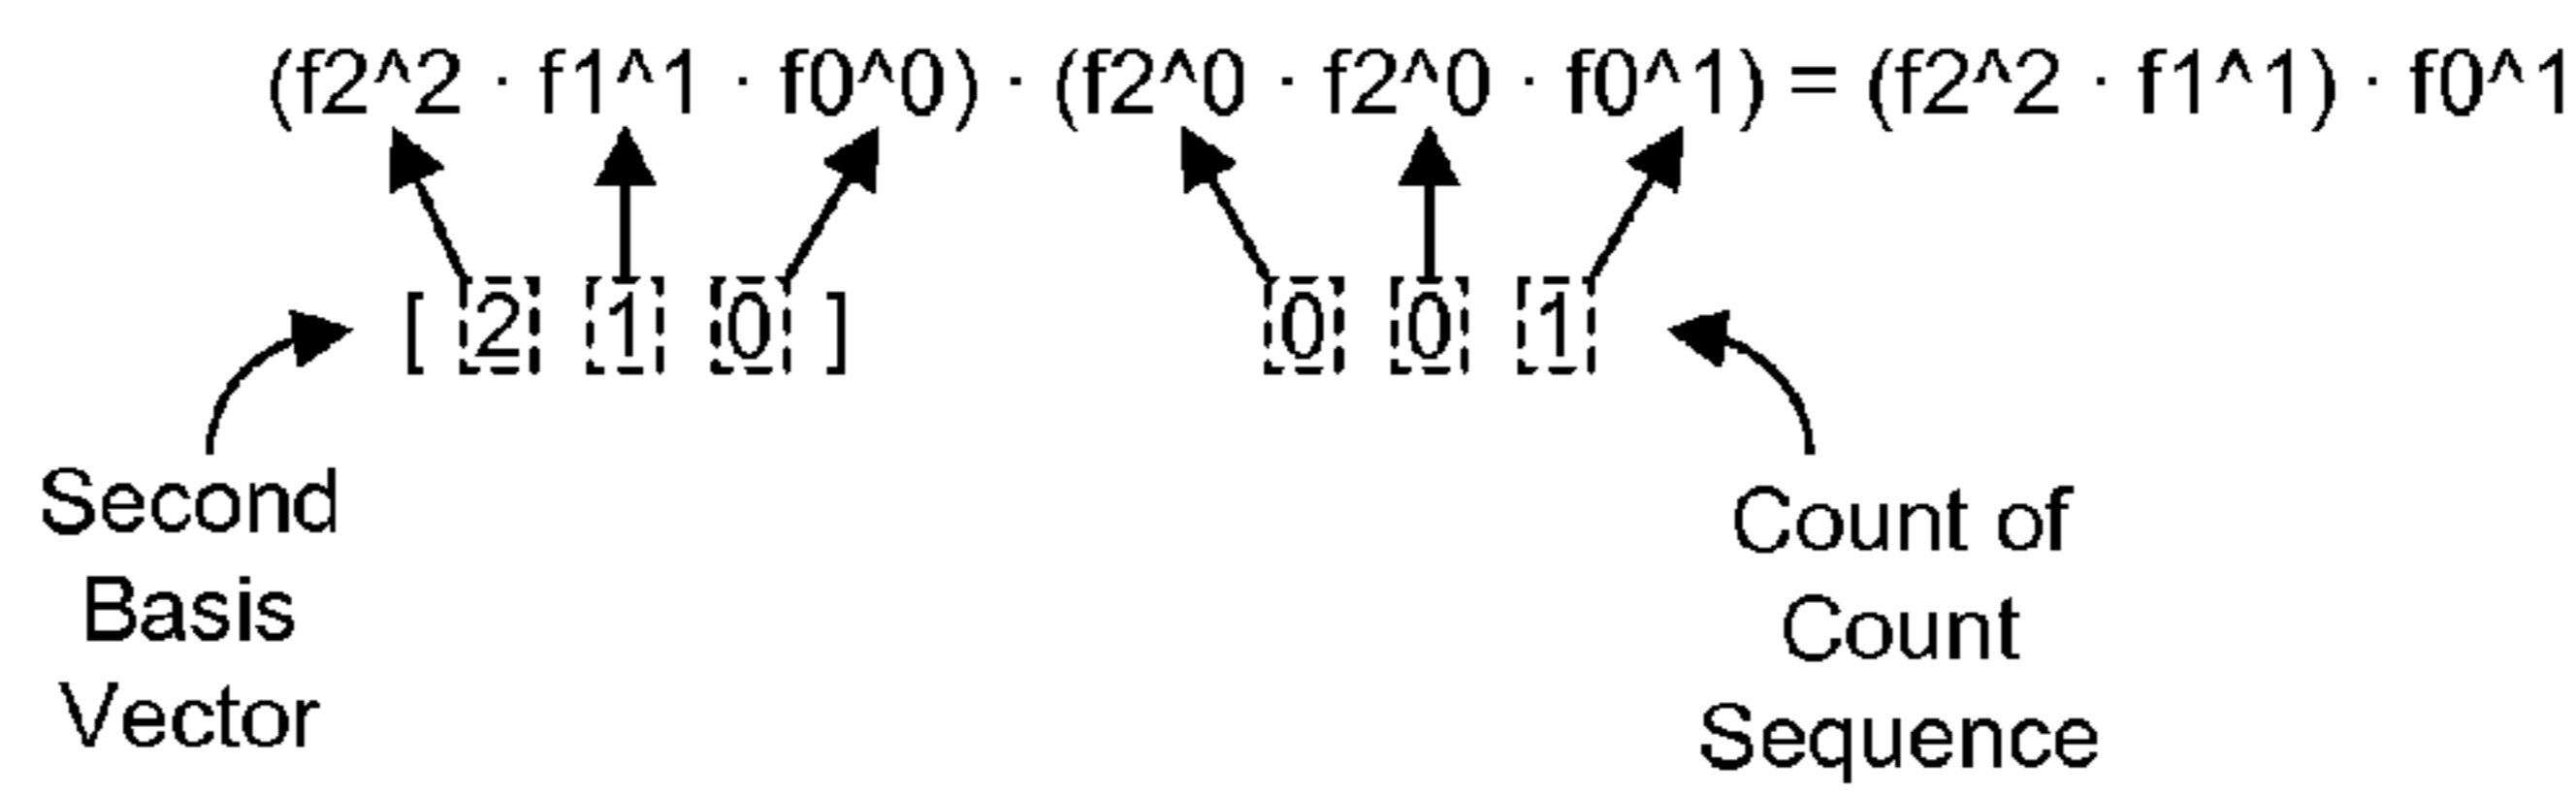 (f2^2 · f1^1 · f0^0) · (f2^0 · f2^0 · f0^1) = (f2^2 · f1^1) · f0^1
[ 2 1 0 ] 0 0 1
Second
Basis
Vector
Count of
Count
Sequence